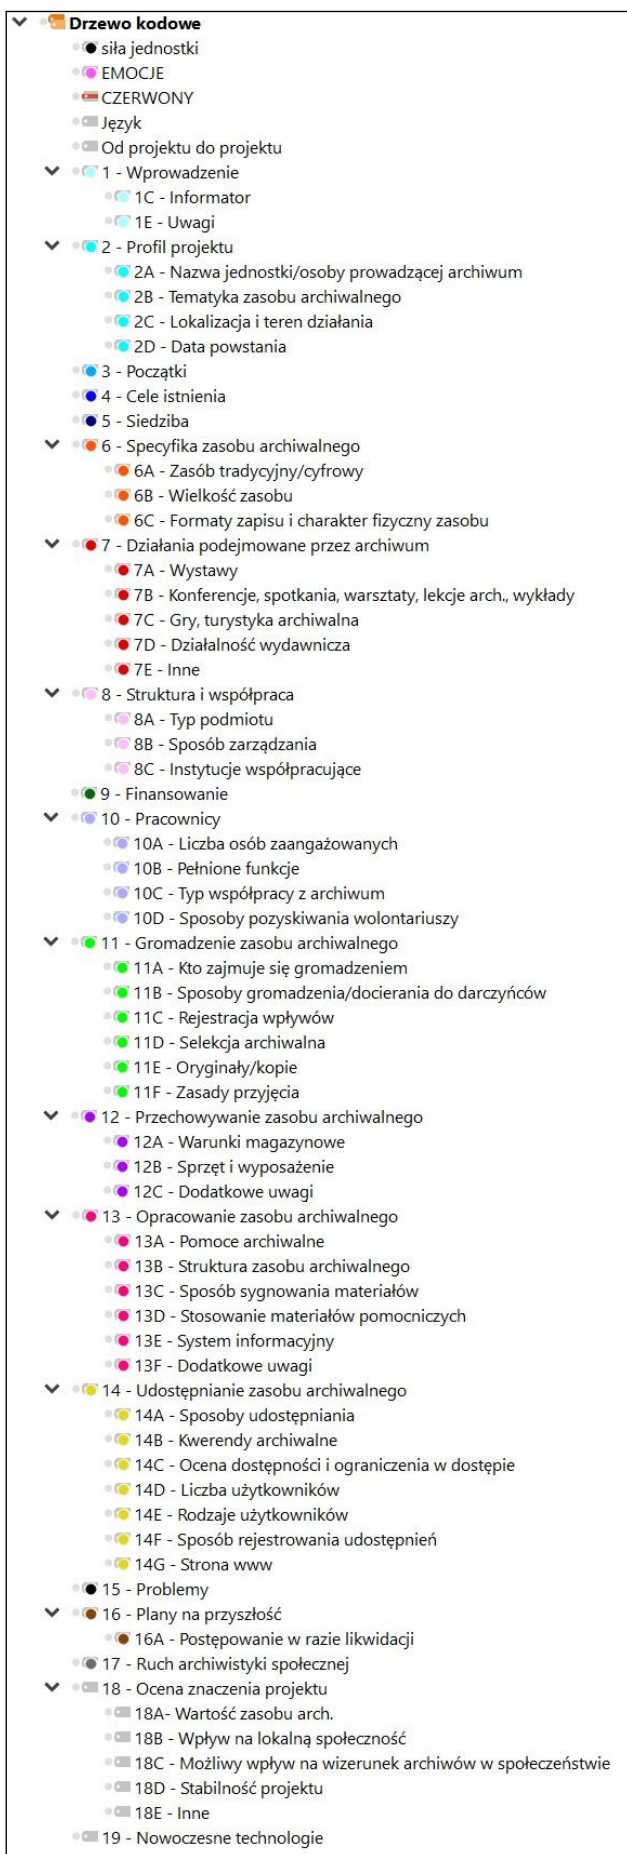 Drzewo kodowe
siła jednostki
EMOCJE
CZERWONY
Język
Od projektu do projektu
1 - Wprowadzenie
1C - Informator
1E - Uwagi
2 - Profil projektu
2A - Nazwa jednostki/osoby prowadzącej archiwum
2B - Tematyka zasobu archiwalnego
2C - Lokalizacja i teren działania
2D - Data powstania
3 - Początki
4 - Cele istnienia
5 - Siedziba
6 - Specyfika zasobu archiwalnego
6A - Zasób tradycyjny/cyfrowy
6B - Wielkość zasobu
6C - Formaty zapisu i charakter fizyczny zasobu
7 - Działania podejmowane przez archiwum
7A - Wystawy
7B - Konferencje, spotkania, warsztaty, lekcje arch., wykłady
7C - Gry, turystyka archiwalna
7D - Działalność wydawnicza
7E - Inne
8 - Struktura i współpraca
8A - Typ podmiotu
8B - Sposób zarządzania
8C - Instytucje współpracujące
9 - Finansowanie
10 - Pracownicy
10A - Liczba osób zaangażowanych
10B - Pełnione funkcje
10C - Typ współpracy z archiwum
10D - Sposoby pozyskiwania wolontariuszy
11 - Gromadzenie zasobu archiwalnego
11A - Kto zajmuje się gromadzeniem
11B - Sposoby gromadzenia/docierania do darczyńców
11C - Rejestracja wpływów
11D - Selekcja archiwalna
11E - Oryginały/kopie
11F - Zasady przyjęcia
12 - Przechowywanie zasobu archiwalnego
12A - Warunki magazynowe
12B - Sprzęt i wyposażenie
12C - Dodatkowe uwagi
13 - Opracowanie zasobu archiwalnego
13A - Pomoce archiwalne
13B - Struktura zasobu archiwalnego
13C - Sposób sygnowania materiałów
13D - Stosowanie materiałów pomocniczych
13E - System informacyjny
13F - Dodatkowe uwagi
14 - Udostępnianie zasobu archiwalnego
14A - Sposoby udostępniania
14B - Kwerendy archiwalne
14C - Ocena dostępności i ograniczenia w dostępie
14D - Liczba użytkowników
14E - Rodzaje użytkowników
14F - Sposób rejestrowania udostępnień
14G - Strona www
15 - Problemy
16 - Plany na przyszłość
16A - Postępowanie w razie likwidacji
17 - Ruch archiwistyki społecznej
18 - Ocena znaczenia projektu
18A- Wartość zasobu arch.
18B - Wpływ na lokalną społeczność
18C - Możliwy wpływ na wizerunek archiwów w społeczeństwie
18D - Stabilność projektu
18E - Inne
19 - Nowoczesne technologie